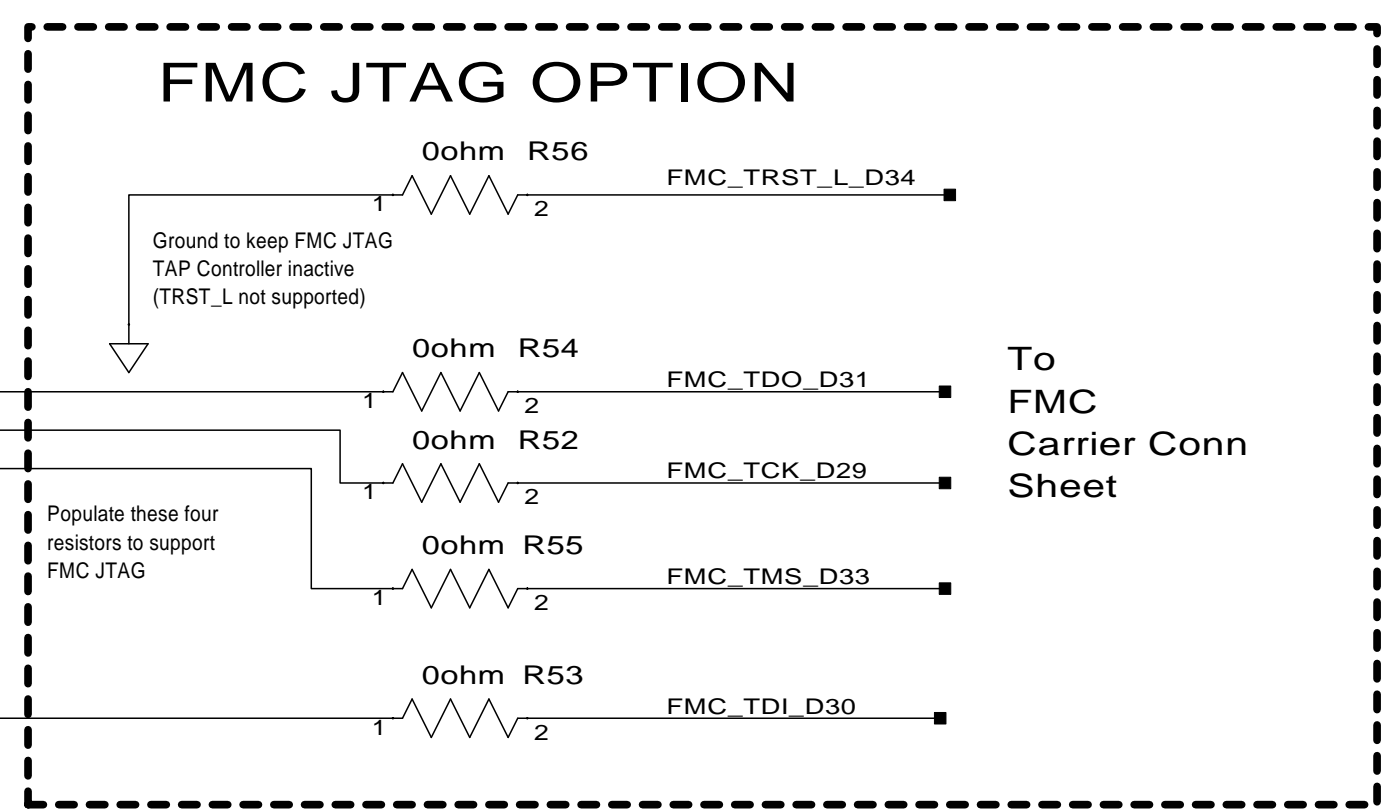 FMC JTAG OPTION
0ohm R56
1
2
FMC_TRST_L_D34
Ground to keep FMC JTAG
TAP Controller inactive
(TRST_L not supported)
0ohm R54
1
2
FMC_TDO_D31
0ohm R52
1
2
FMC_TCK_D29
To
FMC
Carrier Conn
Sheet
Populate these four
resistors to support
FMC JTAG
0ohm R55
1
2
FMC_TMS_D33
0ohm R53
1
2
FMC_TDI_D30